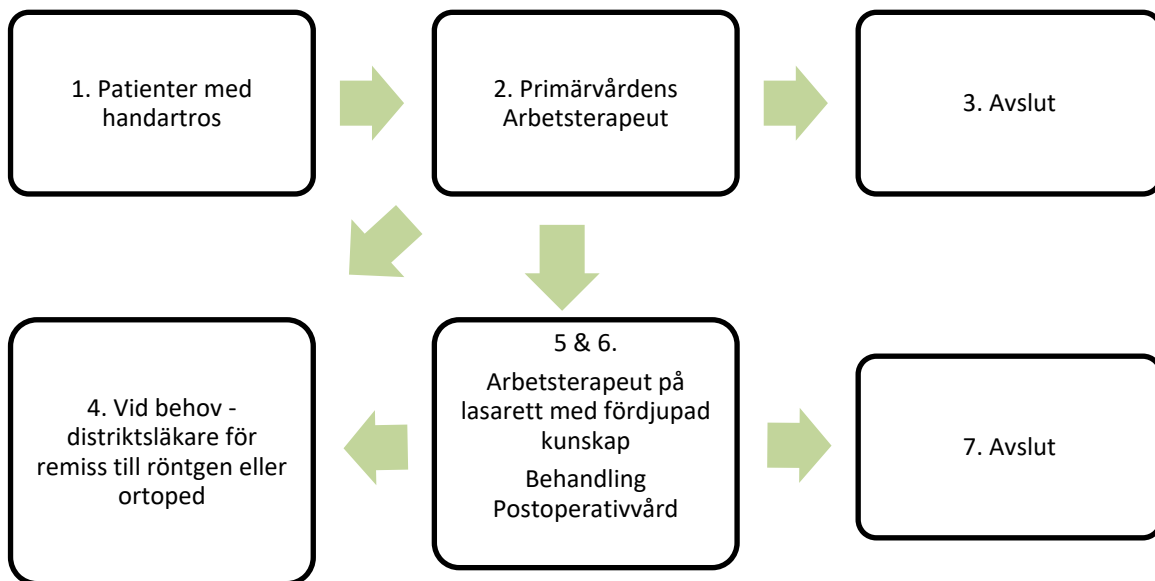 1. Patienter med
handartros
2. Primärvårdens
Arbetsterapeut
3. Avslut
4. Vid behov -
distriktsläkare för
remiss till röntgen eller
ortoped
5 & 6.
Arbetsterapeut på
lasarett med fördjupad
kunskap
Behandling
Postoperativvård
7. Avslut